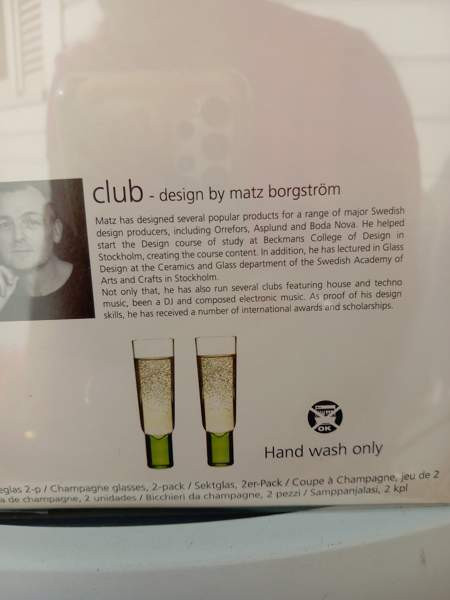 club - design by matz borgström
Matz has designed several popular products for a range of major Swedish
design producers, including Orrefors, Asplund and Boda Nova. He helped
start the Design course of study at Beckmans College of Design in
Stockholm, creating the course content. In addition, he has lectured in Glass
Design at the Ceramics and Glass department of the Swedish Academy of
Arts and Crafts in Stockholm.
Not only that, he has also run several clubs featuring house and techno
music, been a DJ and composed electronic music. As proof of his design
skills, he has received a number of international awards and scholarships.
OK
Hand wash only
eglas 2-p / Champagne glasses, 2-pack / Sektglas, 2er-Pack / Coupe à Champagne, jeu de 2
a de champagne, 2 unidades / Bicchieri da champagne, 2 pezzi / Samppanjalasi, 2 kpl